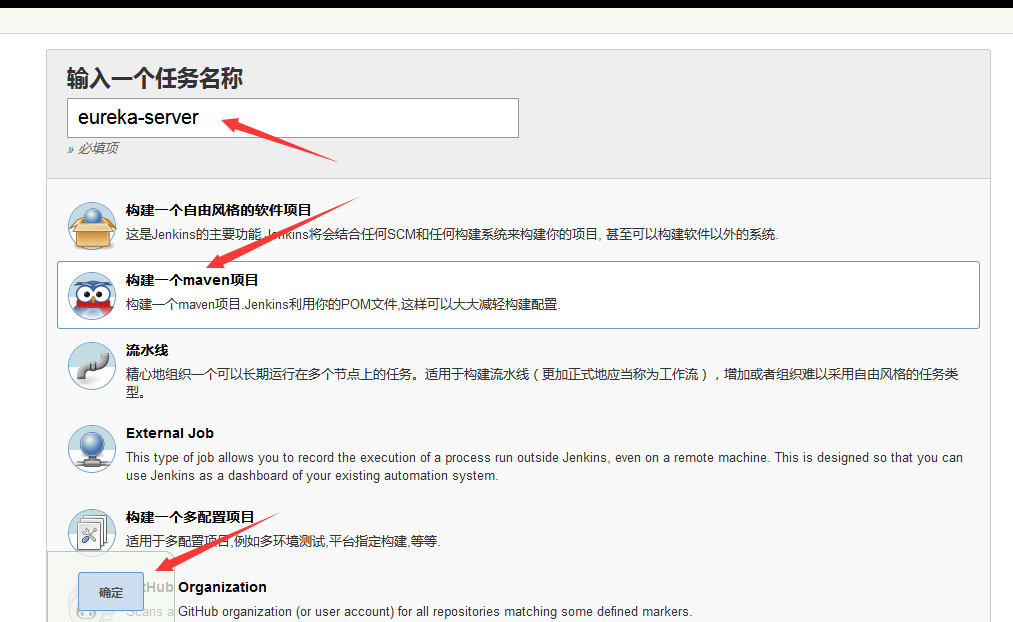 输入一个任务名称
eureka-server
» 必填项
构建一个自由风格的软件项目
这是Jenkins的主要功能.Jenkins将会结合任何SCM和任何构建系统来构建你的项目, 甚至可以构建软件以外的系统.
构建一个maven项目
构建一个maven项目.Jenkins利用你的POM文件,这样可以大大减轻构建配置.
流水线
精心地组织一个可以长期运行在多个节点上的任务。适用于构建流水线（更加正式地应当称为工作流），增加或者组织难以采用自由风格的任务类
型。
External Job
This type of job allows you to record the execution of a process run outside Jenkins, even on a remote machine. This is designed so that you can
use Jenkins as a dashboard of your existing automation system.
构建一个多配置项目
适用于多配置项目,例如多环境测试,平台指定构建,等等.
tHub Organization
确定
Scans a GitHub organization (or user account) for all repositories matching some defined markers.